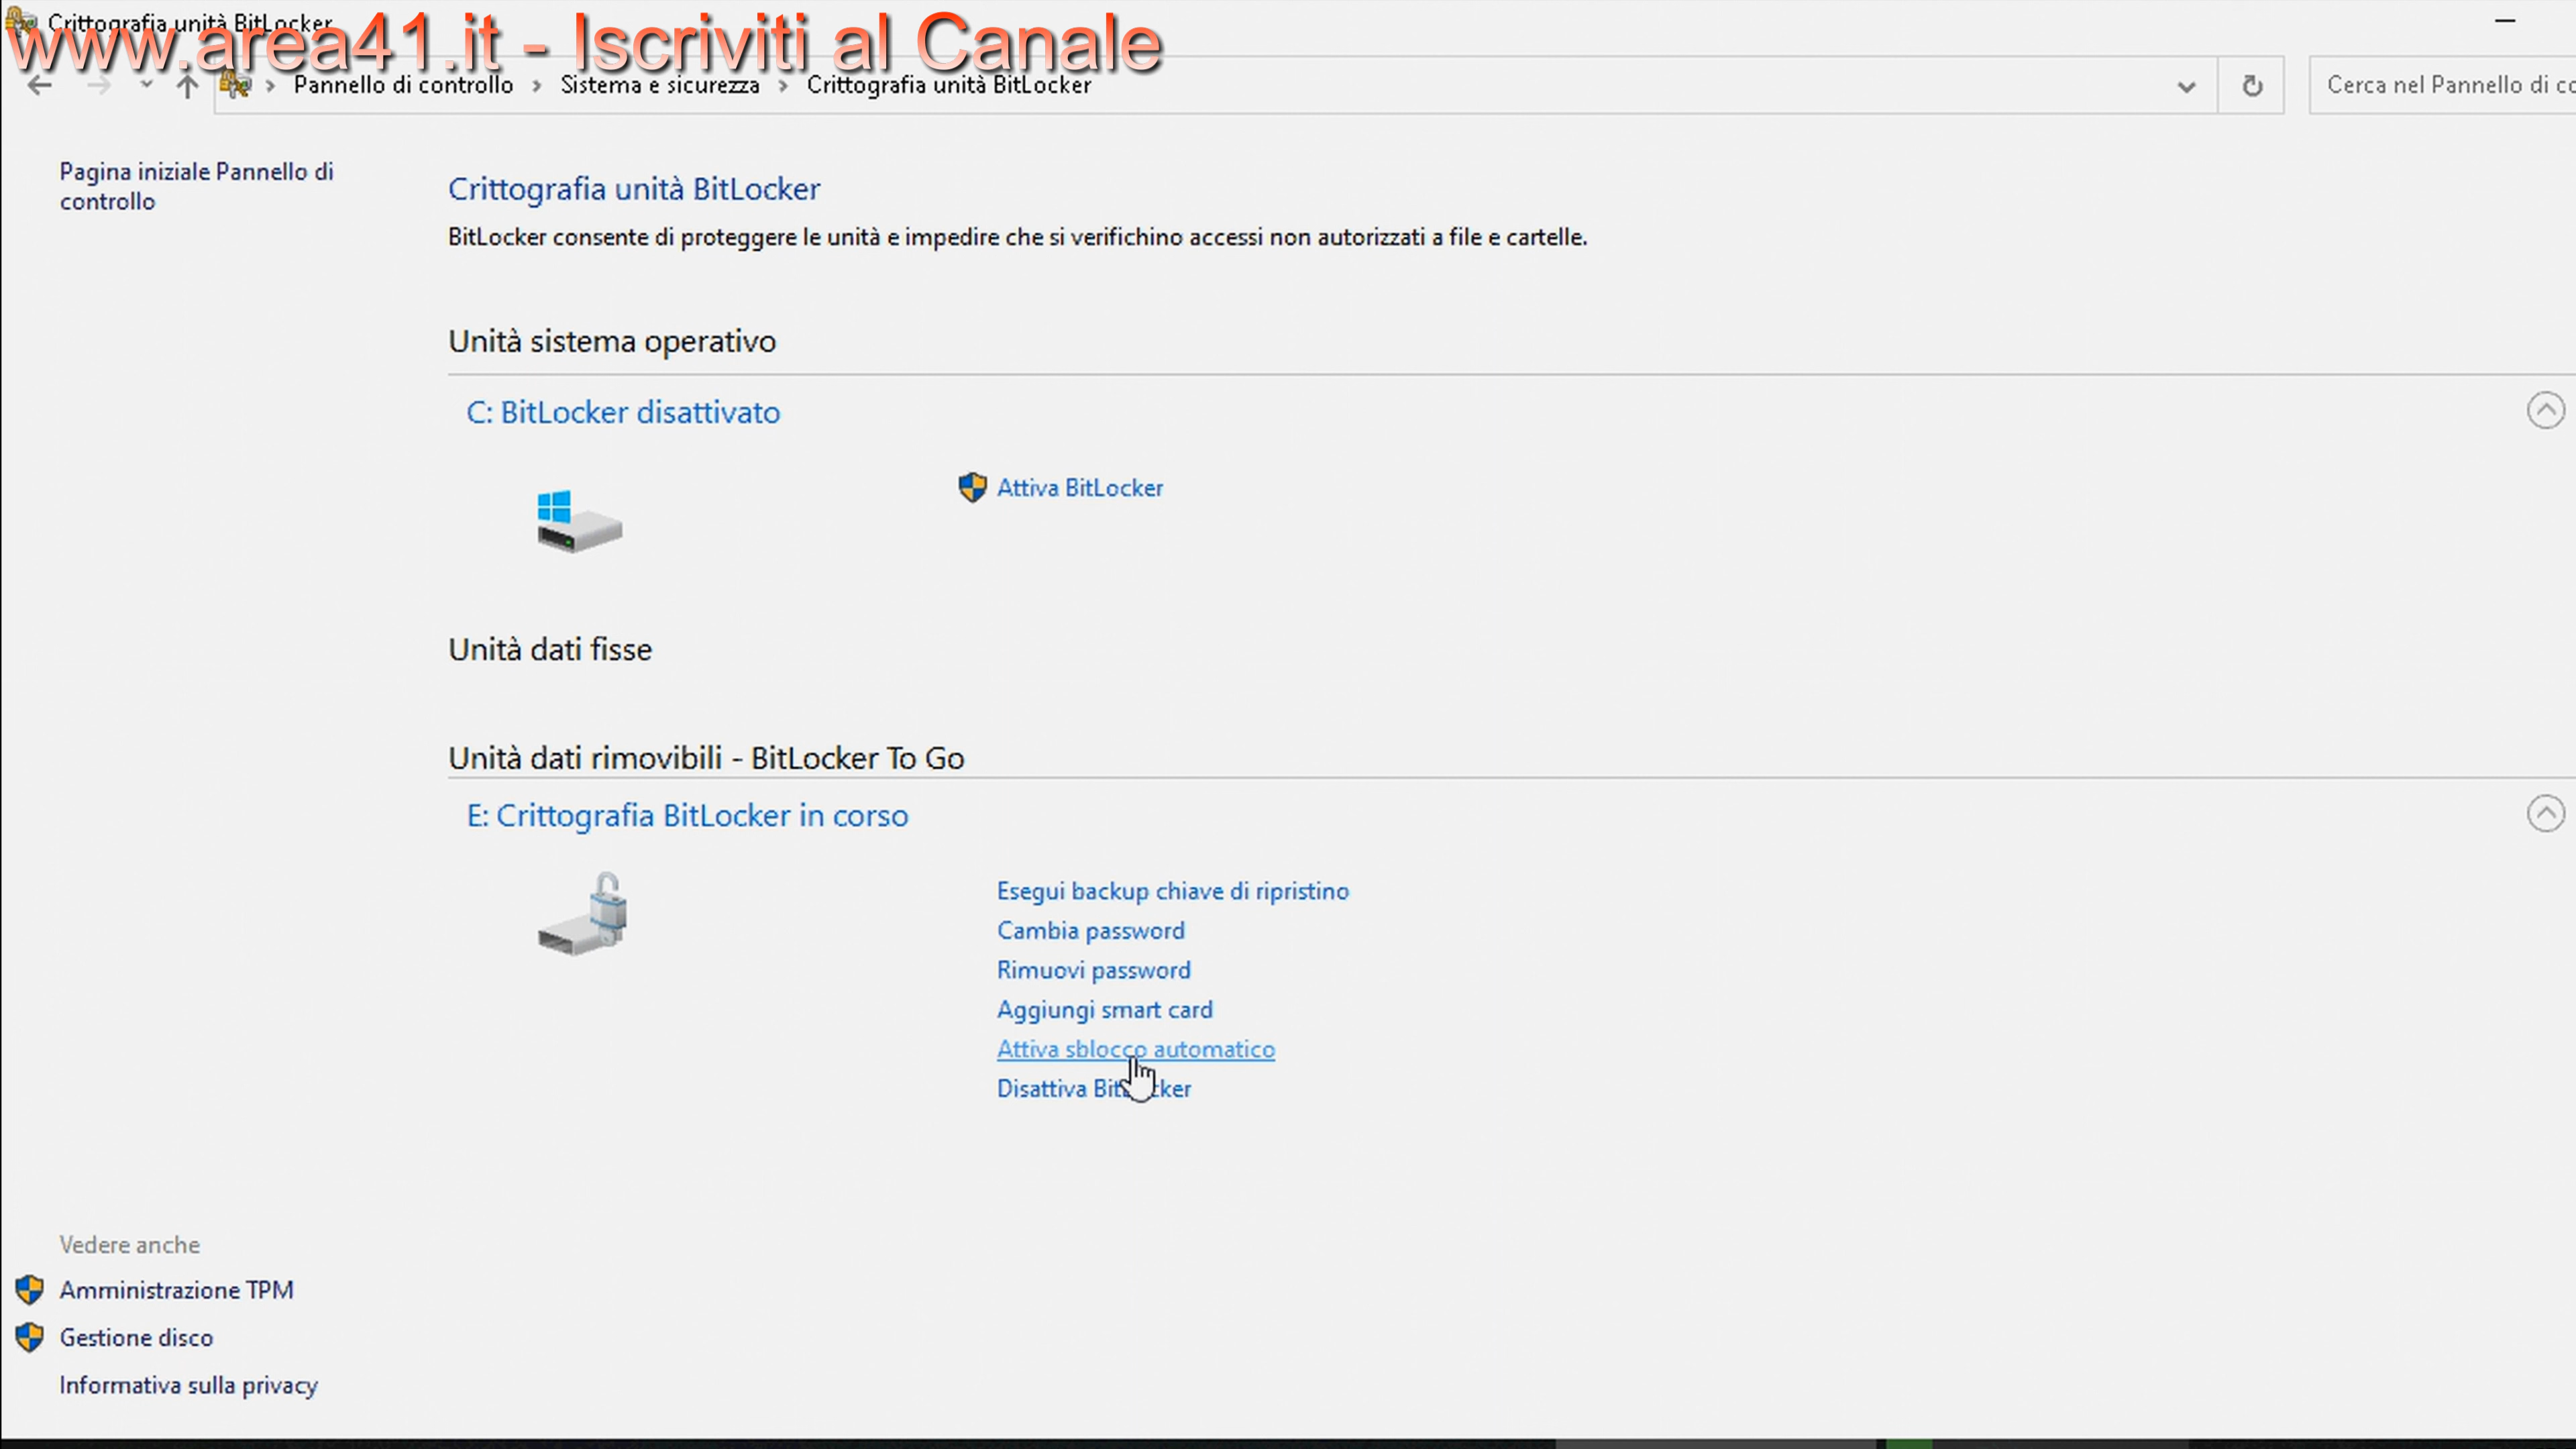 Crittografia unità BitLocker
www.area41.it - Iscriviti al Canale
Pannello di controllo › Sistema e sicurezza › Crittografia unità BitLocker
Cerca nel Pannello di co
Pagina iniziale Pannello di
controllo
Crittografia unità BitLocker
BitLocker consente di proteggere le unità e impedire che si verifichino accessi non autorizzati a file e cartelle.
Unità sistema operativo
C: BitLocker disattivato
Attiva BitLocker
Unità dati fisse
Unità dati rimovibili - BitLocker To Go
E: Crittografia BitLocker in corso
Esegui backup chiave di ripristino
Cambia password
Rimuovi password
Aggiungi smart card
Attiva sblocco automatico
Disattiva BitLocker
Vedere anche
Amministrazione TPM
Gestione disco
Informativa sulla privacy